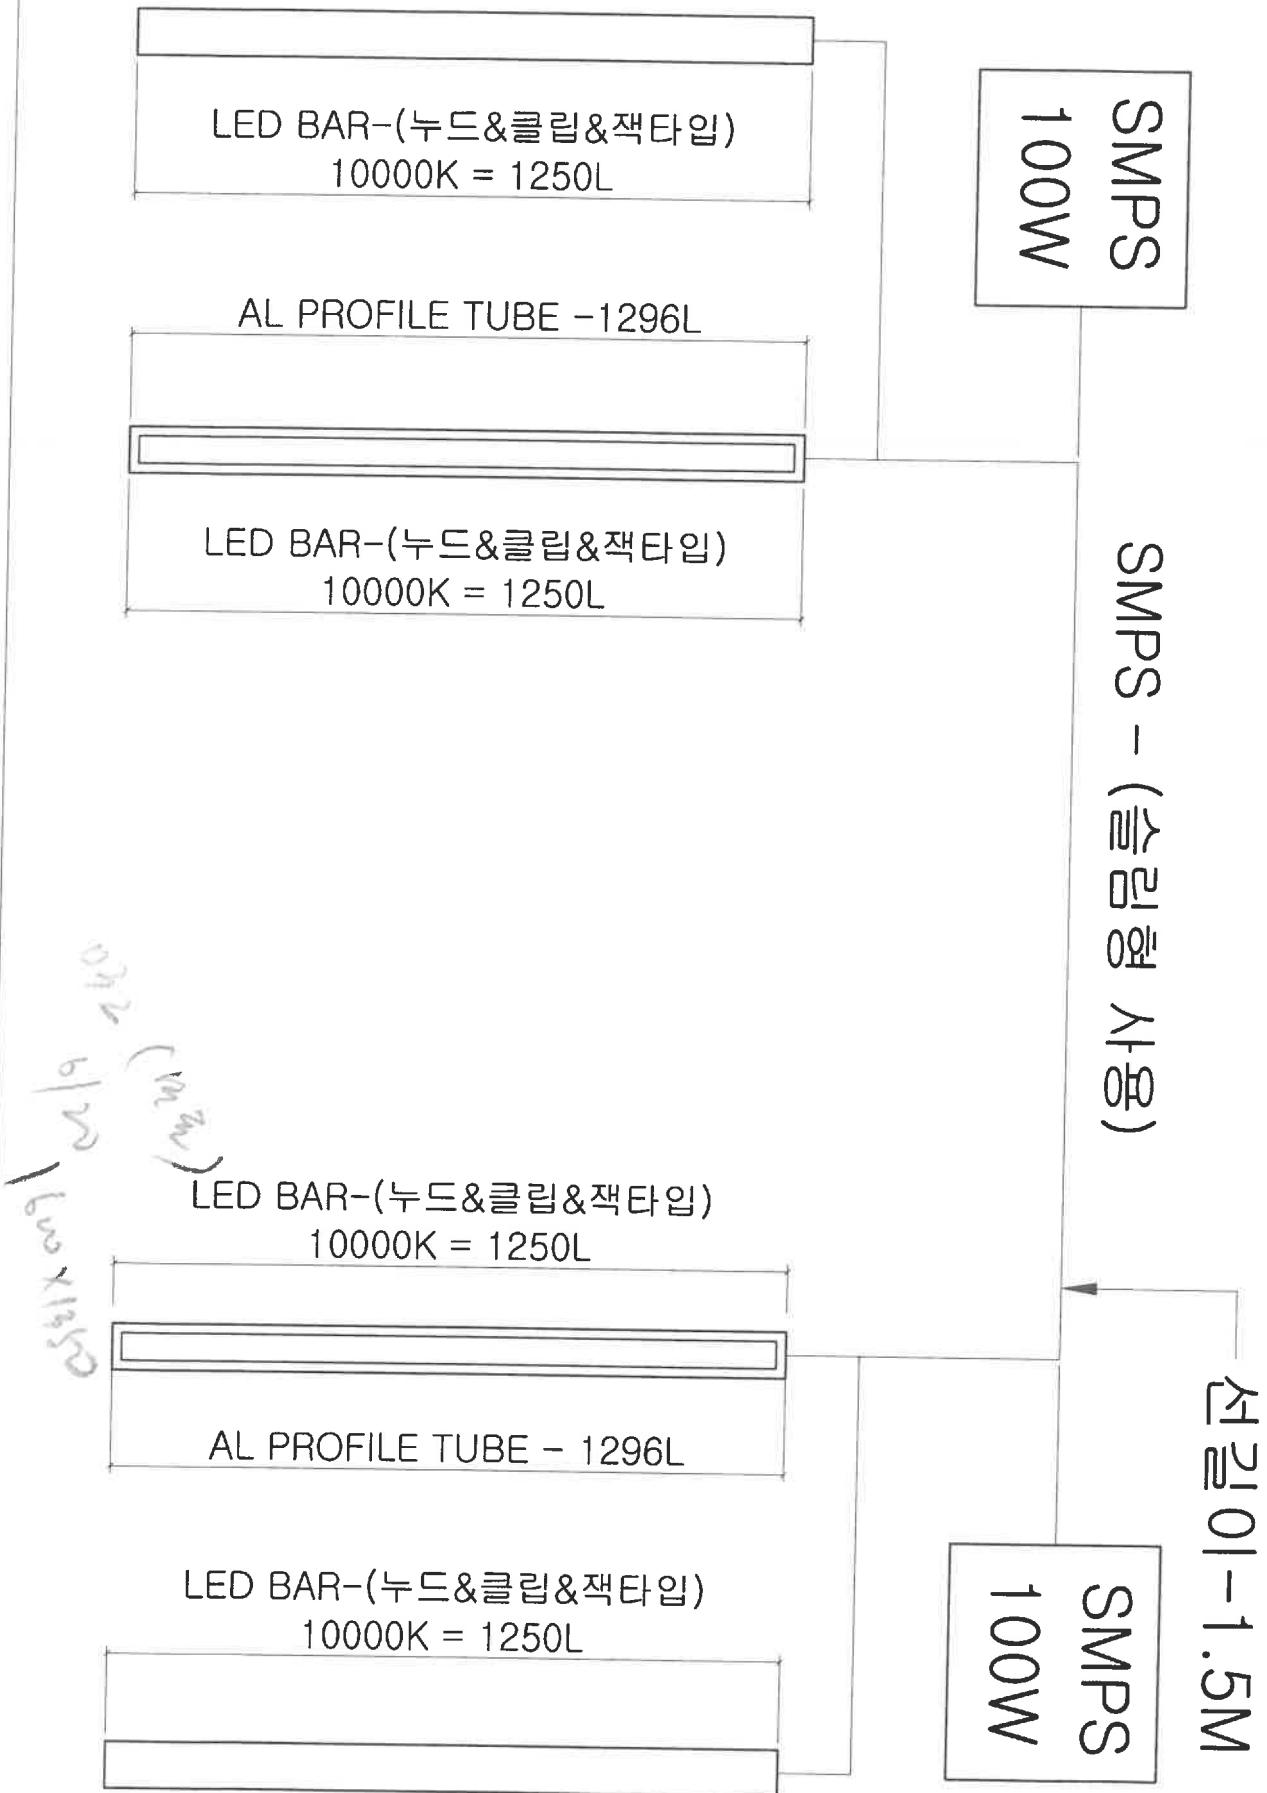 SMPS
100W
LED BAR-(누드&클립&잭타입)
10000K = 1250L
AL PROFILE TUBE -1296L
LED BAR-(누드&클립&잭타입)
10000K = 1250L
SMPS - (슬림형 사용)
LED BAR-(누드&클립&잭타입)
10000K = 1250L
AL PROFILE TUBE - 1296L
선길이-1.5M
SMPS
100W
LED BAR-(누드&클립&잭타입)
10000K = 1250L